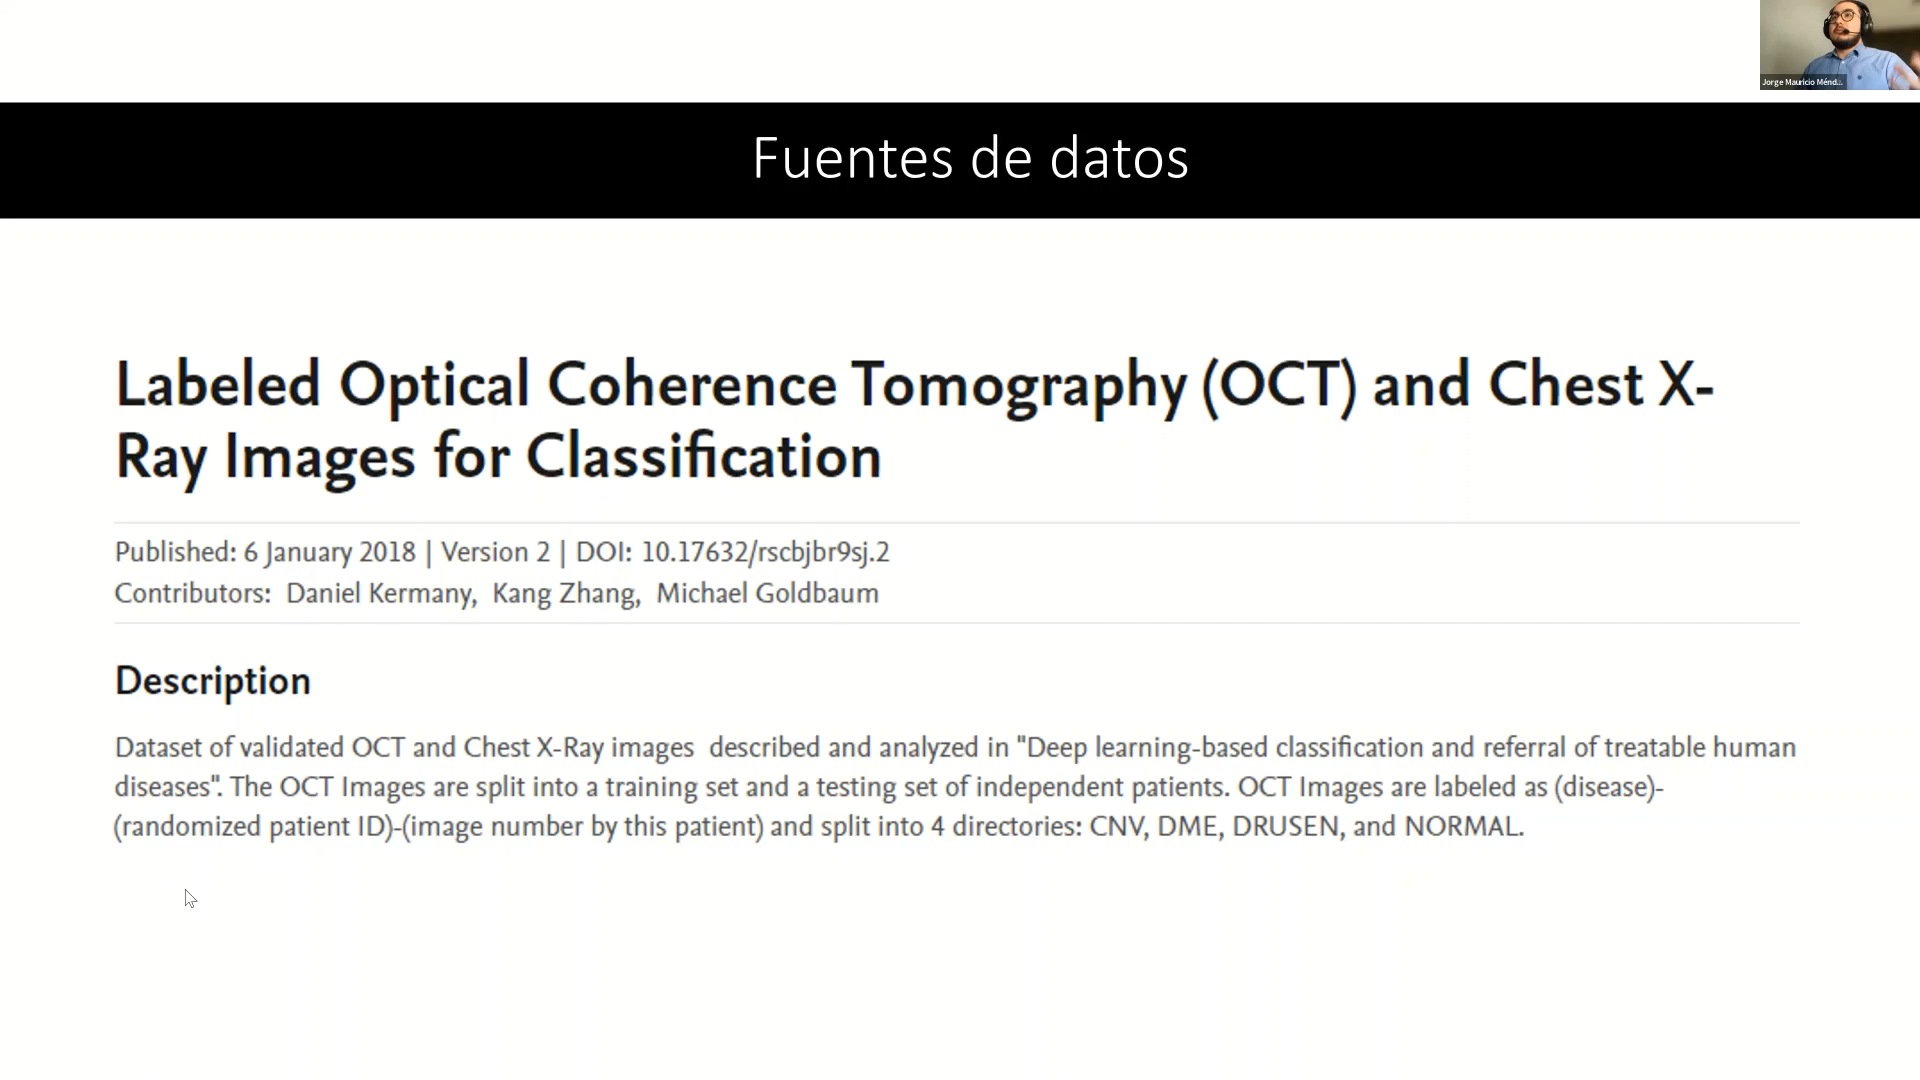 Jorge Mauricio Ménd...
Fuentes de datos
Labeled Optical Coherence Tomography (OCT) and Chest X-
Ray Images for Classification
Published: 6 January 2018 | Version 2 | DOI: 10.17632/rscbjbr9sj.2
Contributors: Daniel Kermany, Kang Zhang, Michael Goldbaum
Description
Dataset of validated OCT and Chest X-Ray images described and analyzed in "Deep learning-based classification and referral of treatable human
diseases". The OCT Images are split into a training set and a testing set of independent patients. OCT Images are labeled as (disease)-
(randomized patient ID)-(image number by this patient) and split into 4 directories: CNV, DME, DRUSEN, and NORMAL.